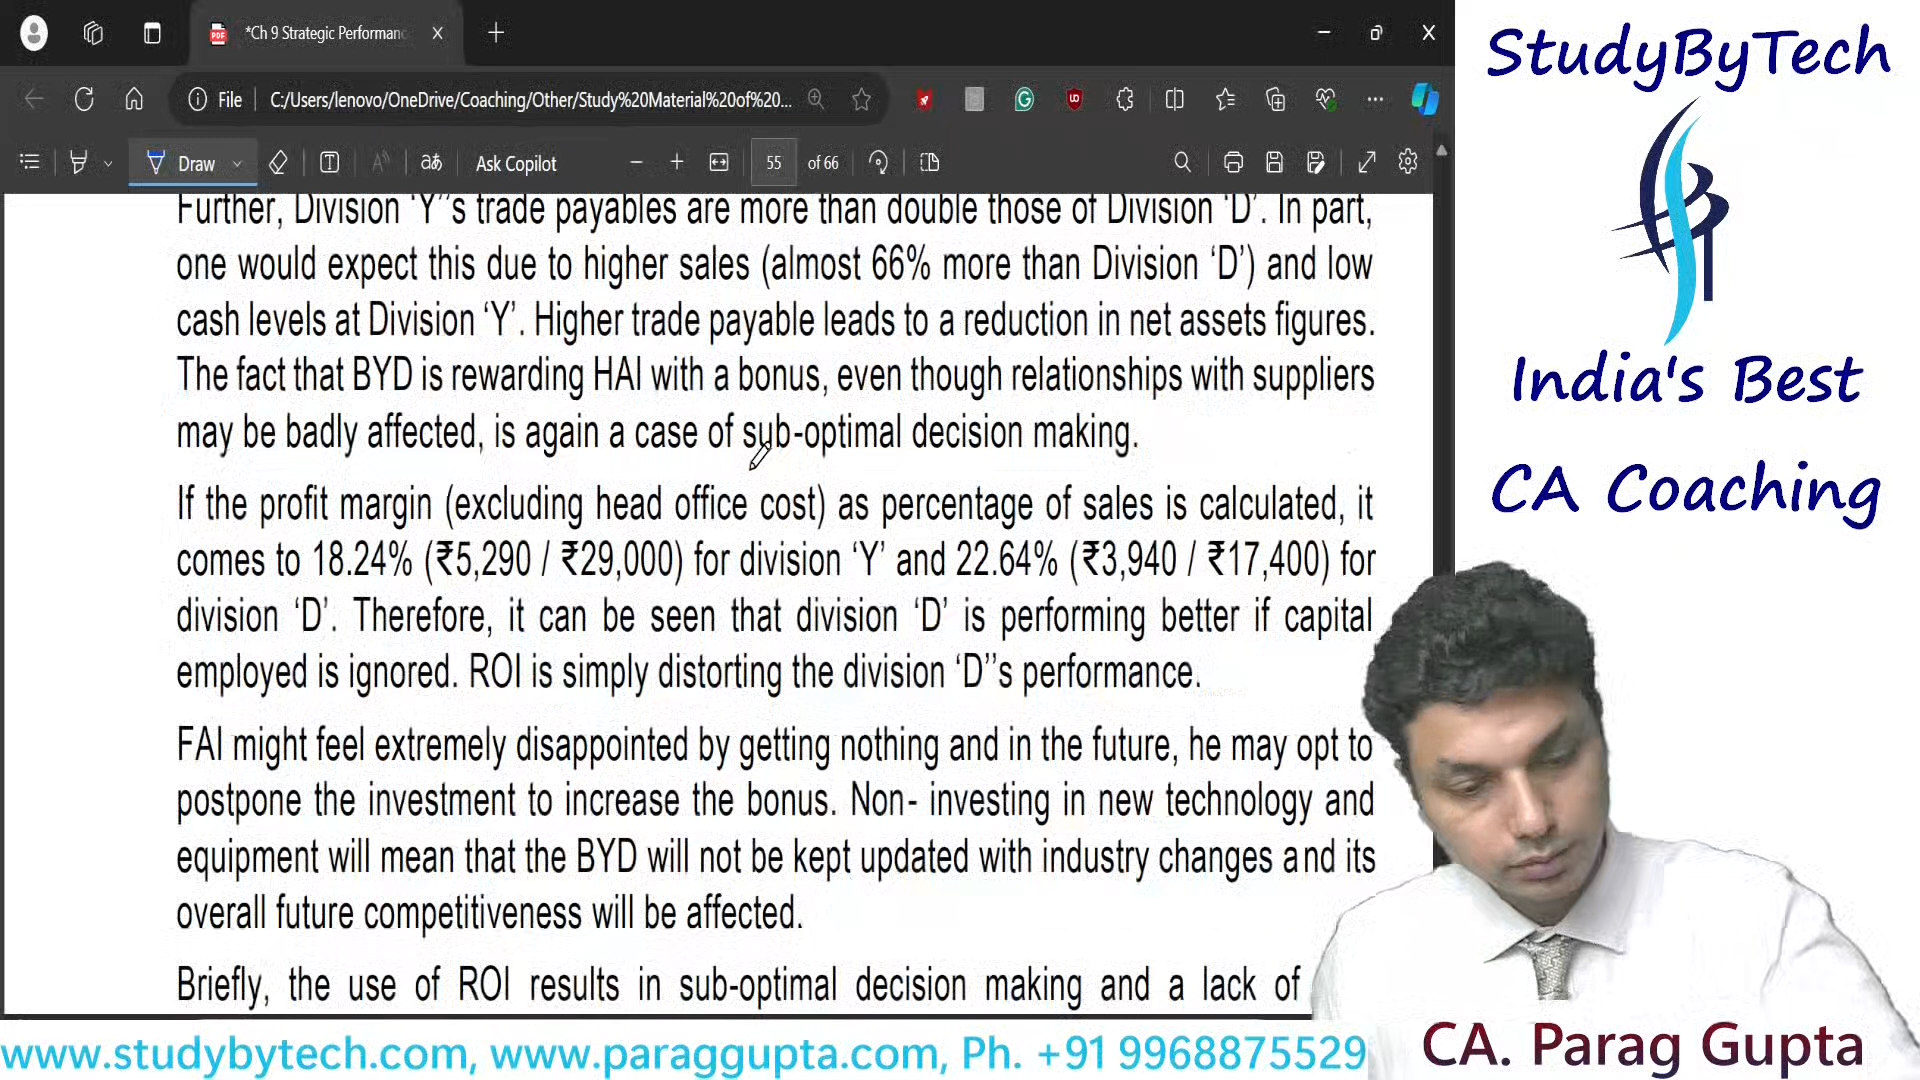 *Ch 9 Strategic Performanc
File
C:/Users/lenovo/OneDrive/Coaching/Other/Study%20Material%20of%20...
Draw
Ask Copilot
55
of 66
Further, Division ‘Y’’s trade payables are more than double those of Division ‘D’. In part,
one would expect this due to higher sales (almost 66% more than Division ‘D’) and low
cash levels at Division ‘Y’. Higher trade payable leads to a reduction in net assets figures.
The fact that BYD is rewarding HAI with a bonus, even though relationships with suppliers
may be badly affected, is again a case of sub-optimal decision making.
If the profit margin (excluding head office cost) as percentage of sales is calculated, it
comes to 18.24% (₹5,290 / ₹29,000) for division ‘Y’ and 22.64% (₹3,940 / ₹17,400) for
division ‘D’. Therefore, it can be seen that division ‘D’ is performing better if capital
employed is ignored. ROI is simply distorting the division ‘D’’s performance.
FAI might feel extremely disappointed by getting nothing and in the future, he may opt to
postpone the investment to increase the bonus. Non- investing in new technology and
equipment will mean that the BYD will not be kept updated with industry changes and its
overall future competitiveness will be affected.
Briefly, the use of ROI results in sub-optimal decision making and a lack of
StudyByTech
India's Best
CA Coaching
www.studybytech.com, www.paraggupta.com, Ph. +91 9968875529
CA. Parag Gupta